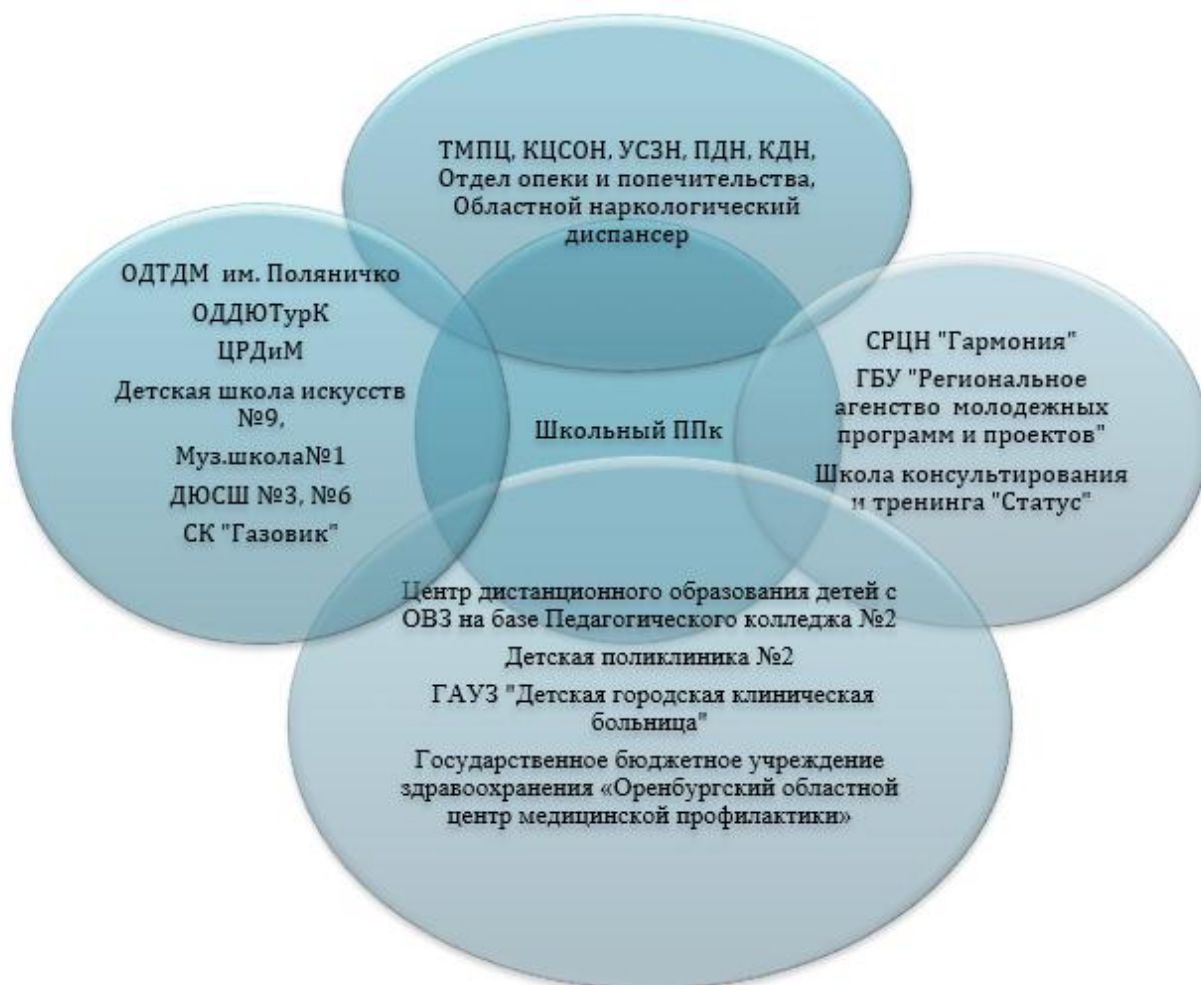 ТМПЦ, КЦСОН, УСЗН, ПДН, КДН,
Отдел опеки и попечительства,
Областной наркологический
диспансер
ОДТДМ им. Поляничко
ОДДЮТурК
ЦРДиМ
Детская школа искусств
№9,
Муз.школа№1
ДЮСШ №3, №6
СК "Газовик"
Школьный ППк
СРЦН "Гармония"
ГБУ "Региональное
агенство молодежных
программ и проектов"
Школа консультирования
и тренинга "Статус"
Центр дистанционного образования детей с
ОВЗ на базе Педагогического колледжа №2
Детская поликлиника №2
ГАУЗ "Детская городская клиническая
больница"
Государственное бюджетное учреждение
здравоохранения «Оренбургский областной
центр медицинской профилактики»